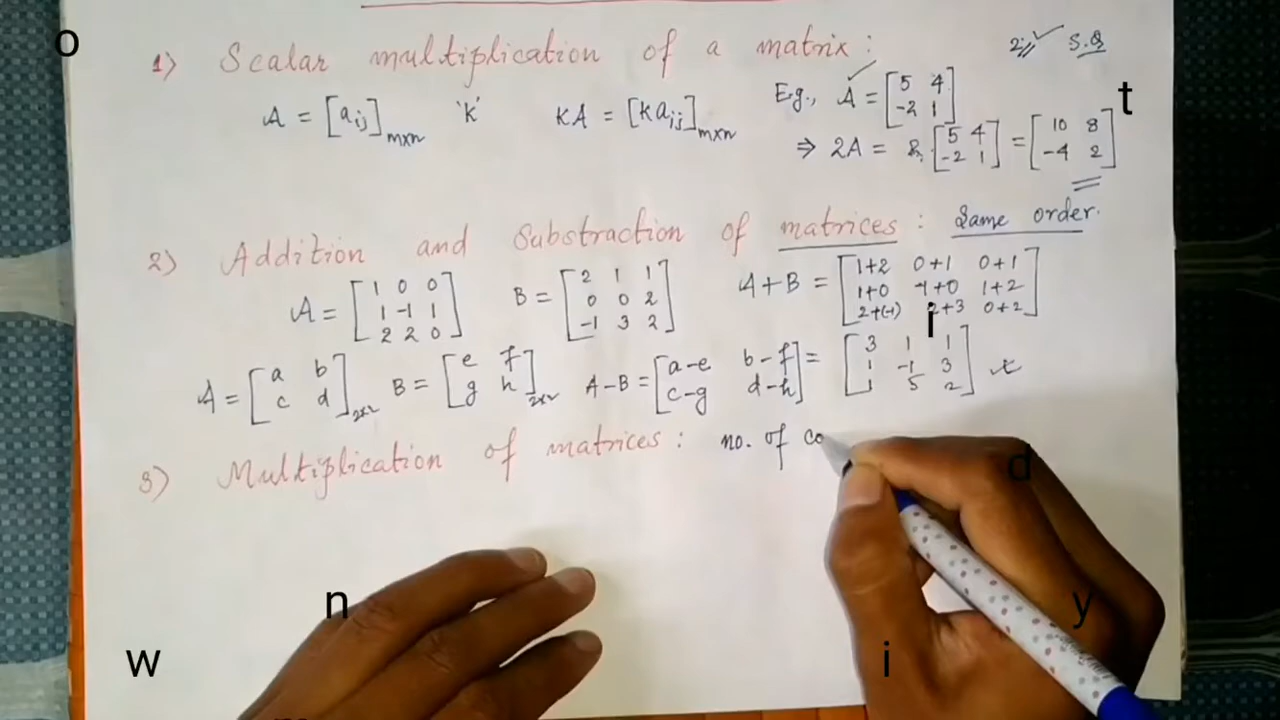 o
1) Scalar multiplication of a matrix : 2; ✓ S.Q
A = [aij]mxn 'k' KA = [kaij]mxn E.g., A = [5 4 -2 1] t
⇒ 2A = 2. [5 4 -2 1] = [10 8 -4 2]
2) Addition and Substraction of matrices : Same order.
A = [1 0 0 1 -1 1 2 2 0] B = [2 1 1 0 0 2 -1 3 2] A+B = [1+2 0+1 0+1 1+0 -1+0 1+2 2+(-1) 2+3 0+2]
i
A = [a b c d]2x2 B = [e f g h]2x2 A-B = [a-e b-f c-g d-h] = [3 1 1 1 -1 3 1 5 2]
3) Multiplication of matrices : no. of co
d
n y
w i
m